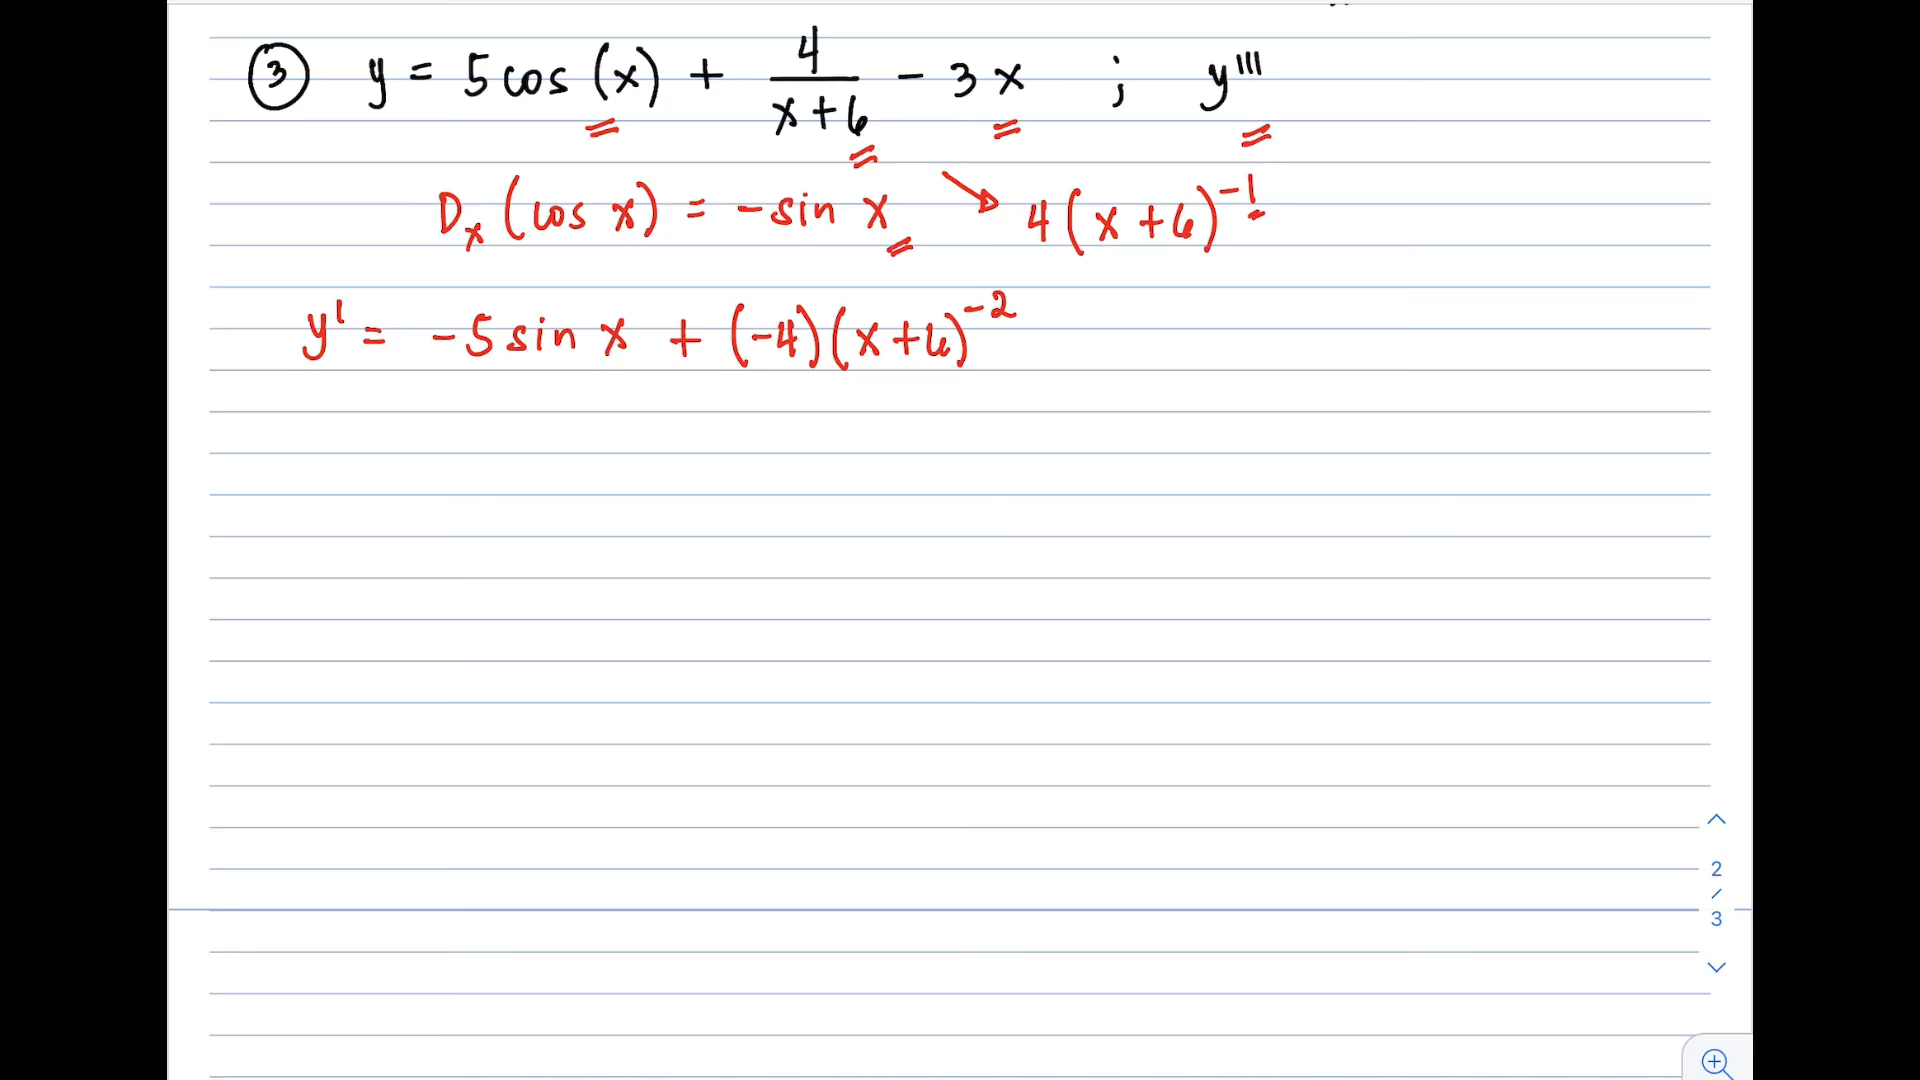 ③ y = 5 cos (x) + 4/(x+6) - 3x ; y'''
Dₓ (cos x) = - sin x → 4(x+6)⁻¹
y' = -5 sin x + (-4)(x+6)⁻²
2
/
3